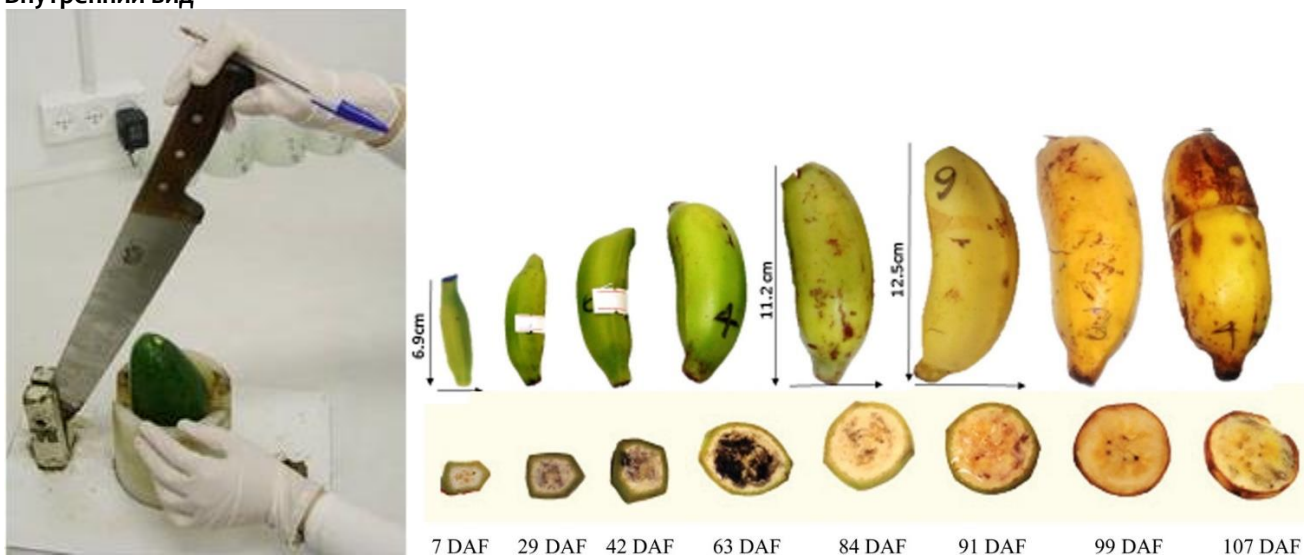 Внутренний вид
6.9cm
11.2 cm
12.5cm
9
4
4
7 DAF 29 DAF 42 DAF 63 DAF 84 DAF 91 DAF 99 DAF 107 DAF